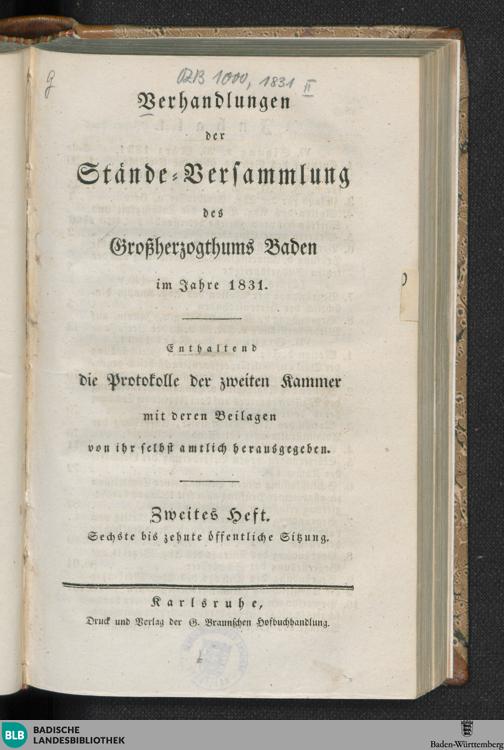 g
OZB 1000, 1831 II
Verhandlungen
der
Stände-Versammlung
des
Großherzogthums Baden
im Jahre 1831.
Enthaltend
die Protokolle der zweiten Kammer
mit deren Beilagen
von ihr selbst amtlich herausgegeben.
Zweites Heft.
Sechste bis zehnte öffentliche Sitzung.
Karlsruhe,
Druck und Verlag der G. Braunschen Hofbuchhandlung.
BLB BADISCHE
LANDESBIBLIOTHEK
Baden-Württemberg